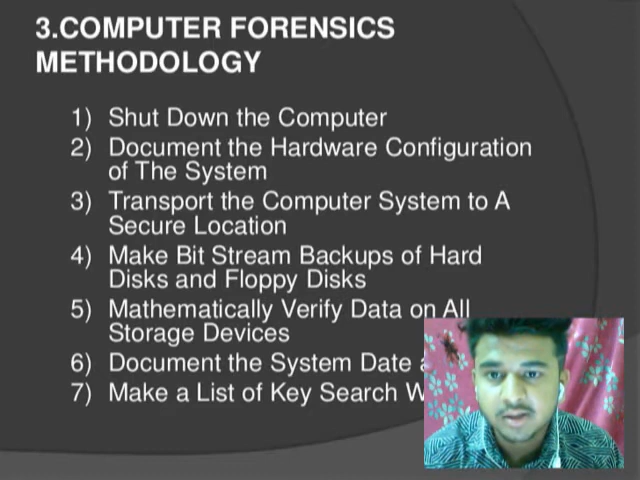 3.COMPUTER FORENSICS
METHODOLOGY
1) Shut Down the Computer
2) Document the Hardware Configuration
of The System
3) Transport the Computer System to A
Secure Location
4) Make Bit Stream Backups of Hard
Disks and Floppy Disks
5) Mathematically Verify Data on All
Storage Devices
6) Document the System Date
7) Make a List of Key Search